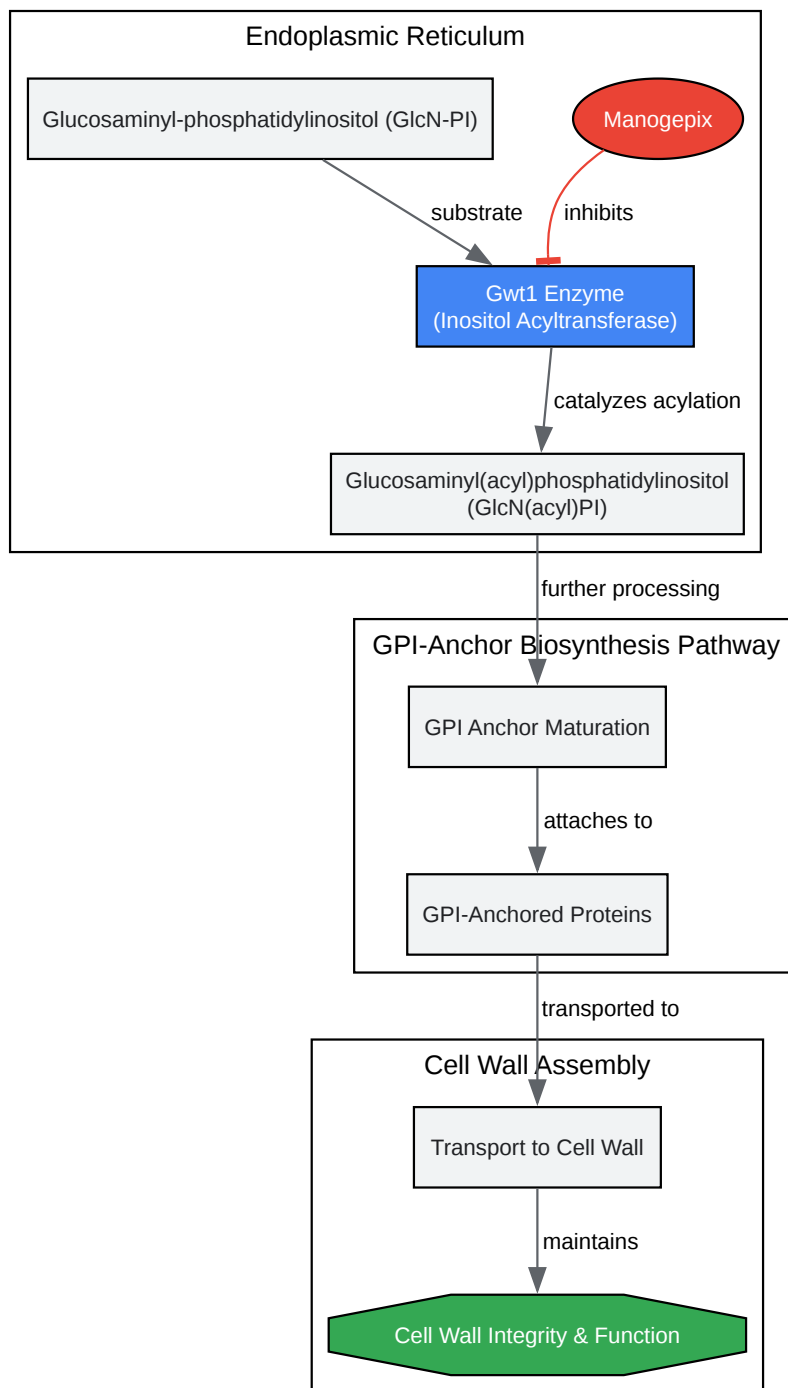 Endoplasmic Reticulum
Glucosaminyl-phosphatidylinositol (GlcN-PI)
Manogepix
substrate
inhibits
Gwt1 Enzyme
(Inositol Acyltransferase)
catalyzes acylation
Glucosaminyl(acyl)phosphatidylinositol
(GlcN(acyl)PI)
further processing
GPI-Anchor Biosynthesis Pathway
GPI Anchor Maturation
attaches to
GPI-Anchored Proteins
transported to
Cell Wall Assembly
Transport to Cell Wall
maintains
Cell Wall Integrity & Function